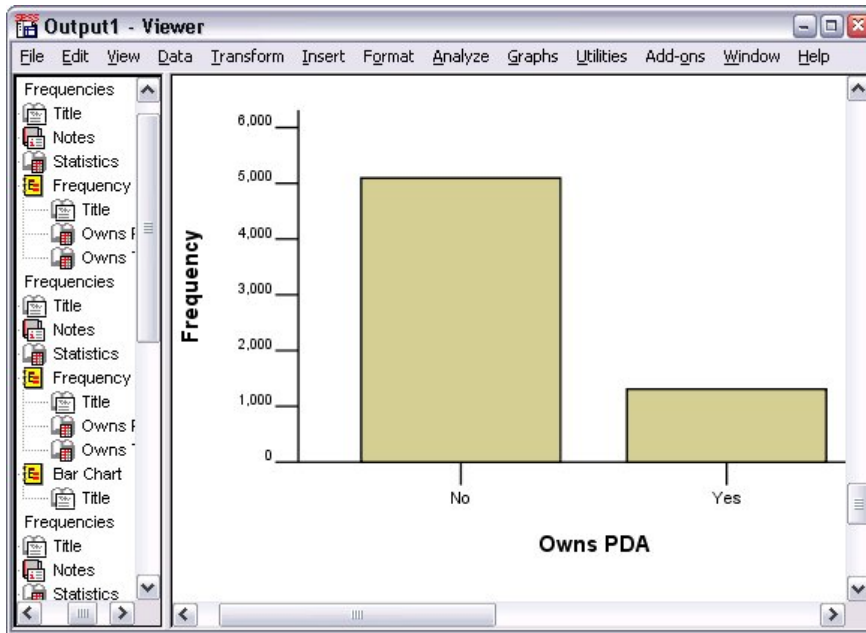 Output1 - Viewer
File Edit View Data Transform Insert Format Analyze Graphs Utilities Add-ons Window Help
Frequencies
Title
Notes
Statistics
Frequency
Title
Owns
Owns
Frequencies
Title
Notes
Statistics
Frequency
Title
Owns
Owns
Bar Chart
Title
Frequencies
Title
Notes
Statistics
Frequency
6,000
5,000
4,000
3,000
2,000
1,000
0
No
Yes
Owns PDA